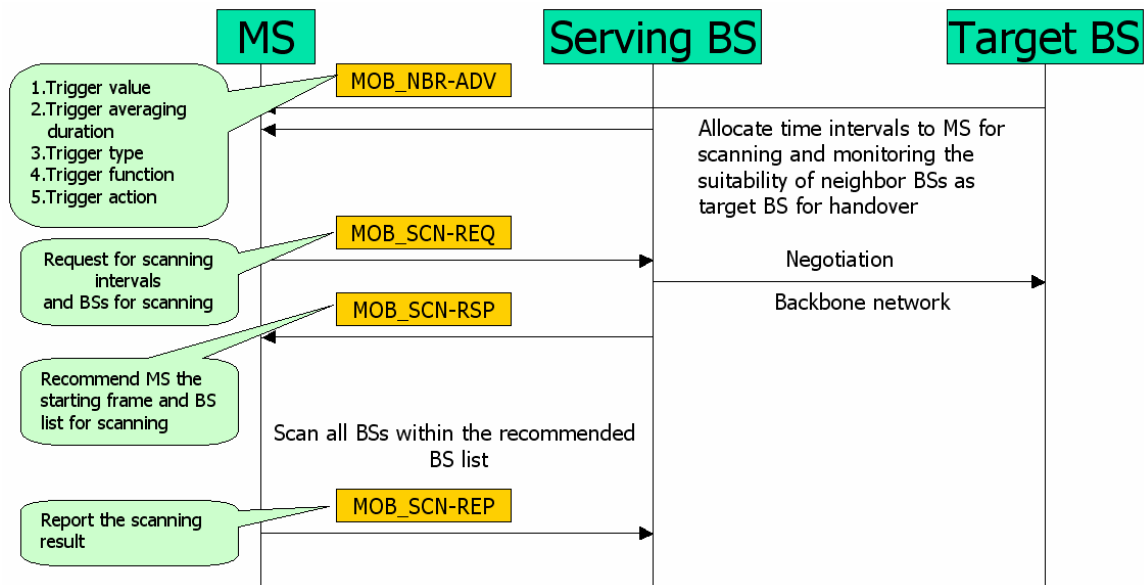 MS
Serving BS
Target BS
MOB_NBR-ADV
1.Trigger value
2.Trigger averaging
duration
3.Trigger type
4.Trigger function
5.Trigger action
Allocate time intervals to MS for
scanning and monitoring the
suitability of neighbor BSs as
target BS for handover
MOB_SCN-REQ
Request for scanning
intervals
and BSs for scanning
Negotiation
Backbone network
MOB_SCN-RSP
Recommend MS the
starting frame and BS
list for scanning
Scan all BSs within the recommended
BS list
MOB_SCN-REP
Report the scanning
result